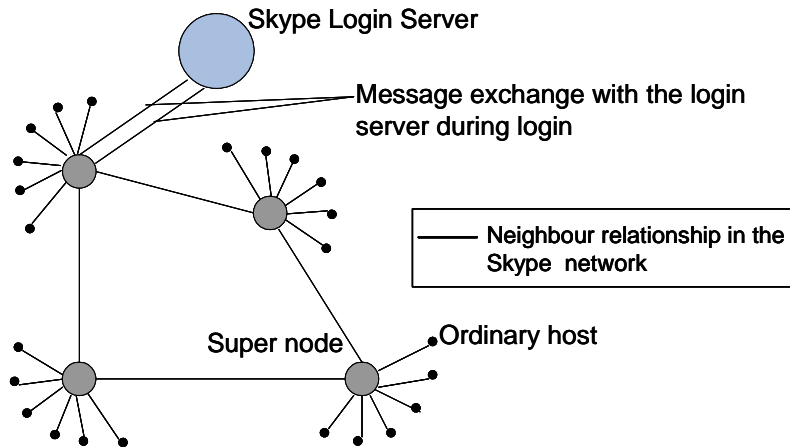 Skype Login Server
Message exchange with the login
server during login
Neighbour relationship in the
Skype network
Super node
Ordinary host